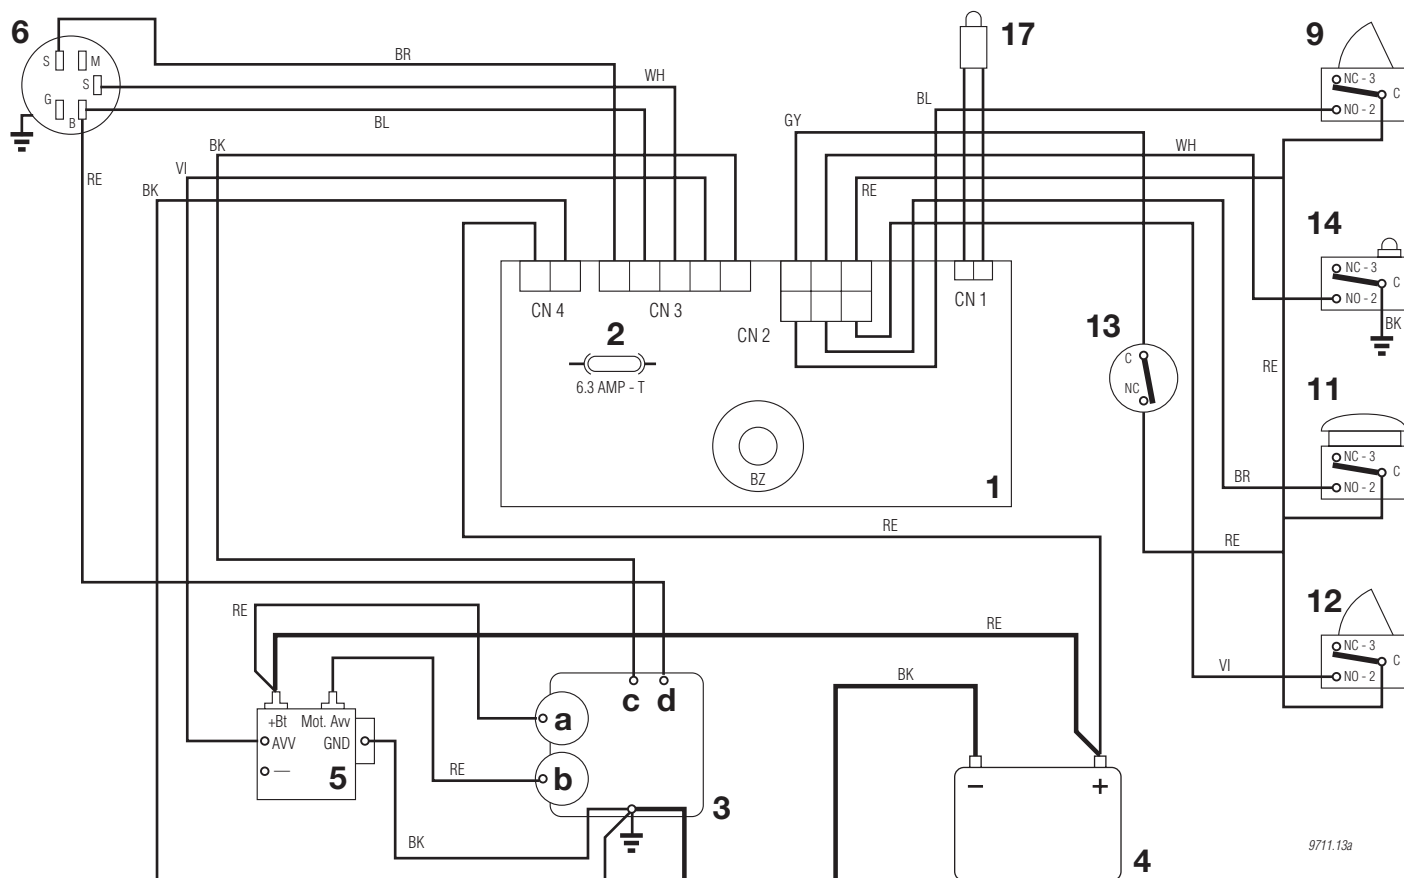 6
17
9
S
M
BR
NC - 3
WH
S
C
BL
G
NO - 2
BL
GY
B
BK
WH
VI
RE
BK
RE
14
NC - 3
C
NO - 2
CN 4
CN 3
CN 1
BK
2
CN 2
13
C
RE
6.3 AMP - T
NC
11
NC - 3
C
BZ
1
BR
NO - 2
RE
RE
RE
RE
12
NC - 3
C
BK
VI
NO - 2
c
d
+Bt
Mot. Avv
a
AVV
GND
RE
5
b
−
+
3
BK
9711.13a
4